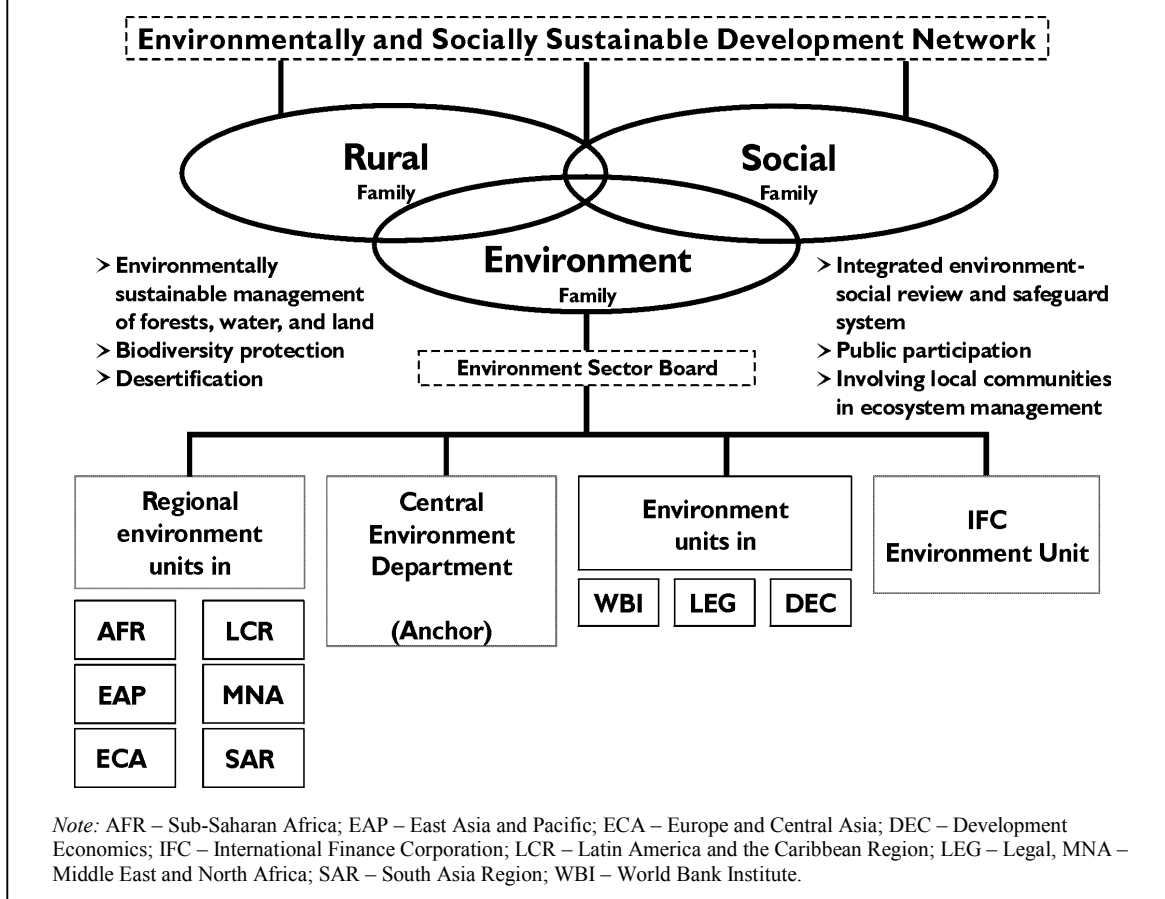 Environmentally and Socially Sustainable Development Network
Rural
Family
Social
Family
Environment
Family
➢ Environmentally
sustainable management
of forests, water, and land
➢ Biodiversity protection
➢ Desertification
➢ Integrated environment-
social review and safeguard
system
➢ Public participation
➢ Involving local communities
in ecosystem management
Environment Sector Board
Regional
environment
units in
AFR
LCR
EAP
MNA
ECA
SAR
Central
Environment
Department
(Anchor)
Environment
units in
WBI
LEG
DEC
IFC
Environment Unit
Note: AFR – Sub-Saharan Africa; EAP – East Asia and Pacific; ECA – Europe and Central Asia; DEC – Development
Economics; IFC – International Finance Corporation; LCR – Latin America and the Caribbean Region; LEG – Legal, MNA –
Middle East and North Africa; SAR – South Asia Region; WBI – World Bank Institute.